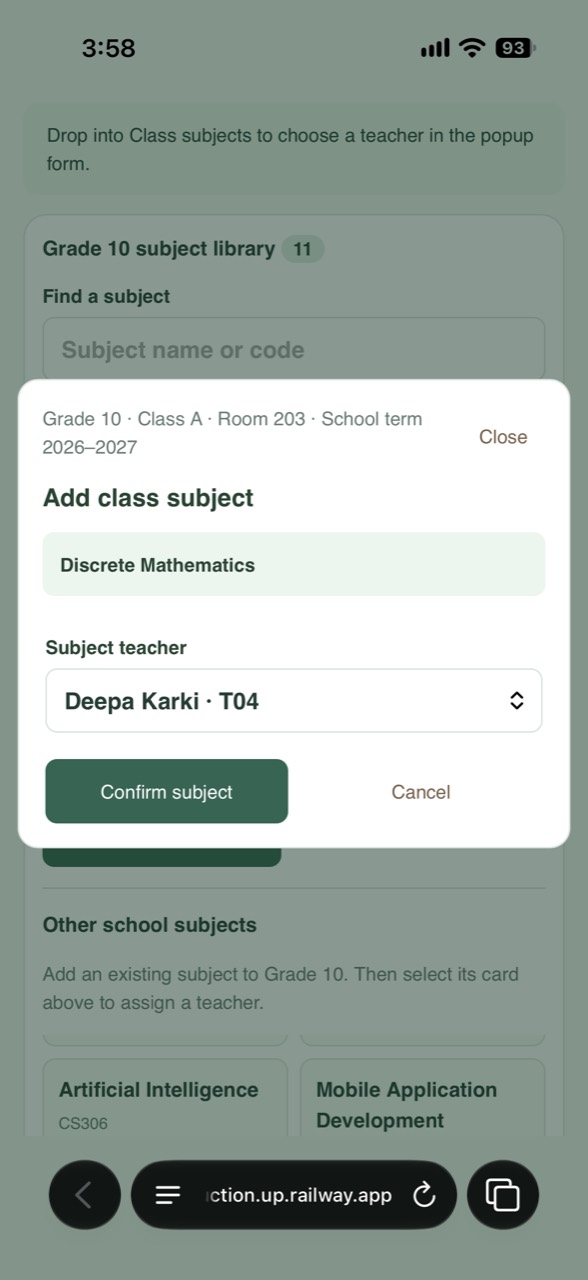 3:58
93
Drop into Class subjects to choose a teacher in the popup
form.
Grade 10 subject library 11
Find a subject
Subject name or code
Grade 10 · Class A · Room 203 · School term
2026–2027
Close
Add class subject
Discrete Mathematics
Subject teacher
Deepa Karki · T04
Confirm subject
Cancel
Other school subjects
Add an existing subject to Grade 10. Then select its card
above to assign a teacher.
Artificial Intelligence
CS306
Mobile Application
Development
ction.up.railway.app